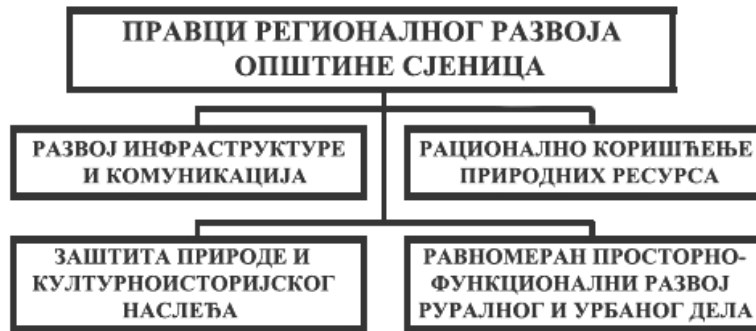 ПРАВЦИ РЕГИОНАЛНОГ РАЗВОЈА
ОПШТИНЕ СЈЕНИЦА
РАЗВОЈ ИНФРАСТРУКТУРЕ
И КОМУНИКАЦИЈА
РАЦИОНАЛНО КОРИШЋЕЊЕ
ПРИРОДНИХ РЕСУРСА
ЗАШТИТА ПРИРОДЕ И
КУЛТУРНОИСТОРИЈСКОГ
НАСЛЕЂА
РАВНОМЕРАН ПРОСТОРНО-
ФУНКЦИОНАЛНИ РАЗВОЈ
РУРАЛНОГ И УРБАНОГ ДЕЛА